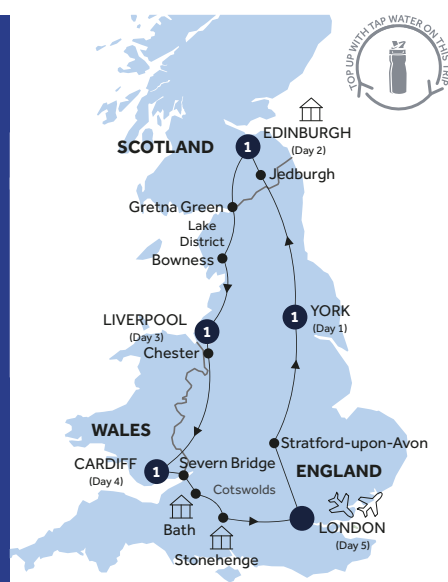 TOP UP WITH TAP WATER ON THIS TRIP
1
EDINBURGH
(Day 2)
SCOTLAND
Jedburgh
Gretna Green
Lake
District
Bowness
LIVERPOOL
(Day 3)
1
1
YORK
(Day 1)
Chester
WALES
Stratford-upon-Avon
CARDIFF
(Day 4)
1
Severn Bridge
ENGLAND
Cotswolds
Bath
LONDON
(Day 5)
Stonehenge